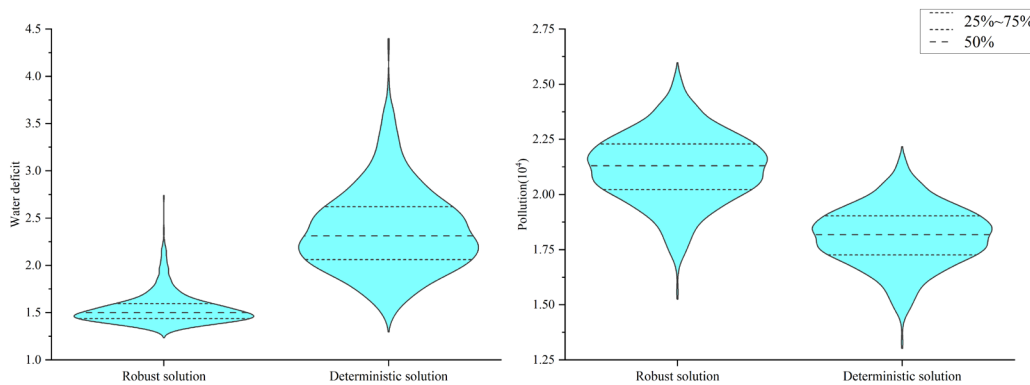 4.5
4.0
3.5
3.0
2.5
2.0
1.5
1.0
Water deficit
Robust solution
Deterministic solution
2.75
2.50
2.25
2.00
1.75
1.50
1.25
Pollution(10⁴)
Robust solution
Deterministic solution
25%~75%
50%